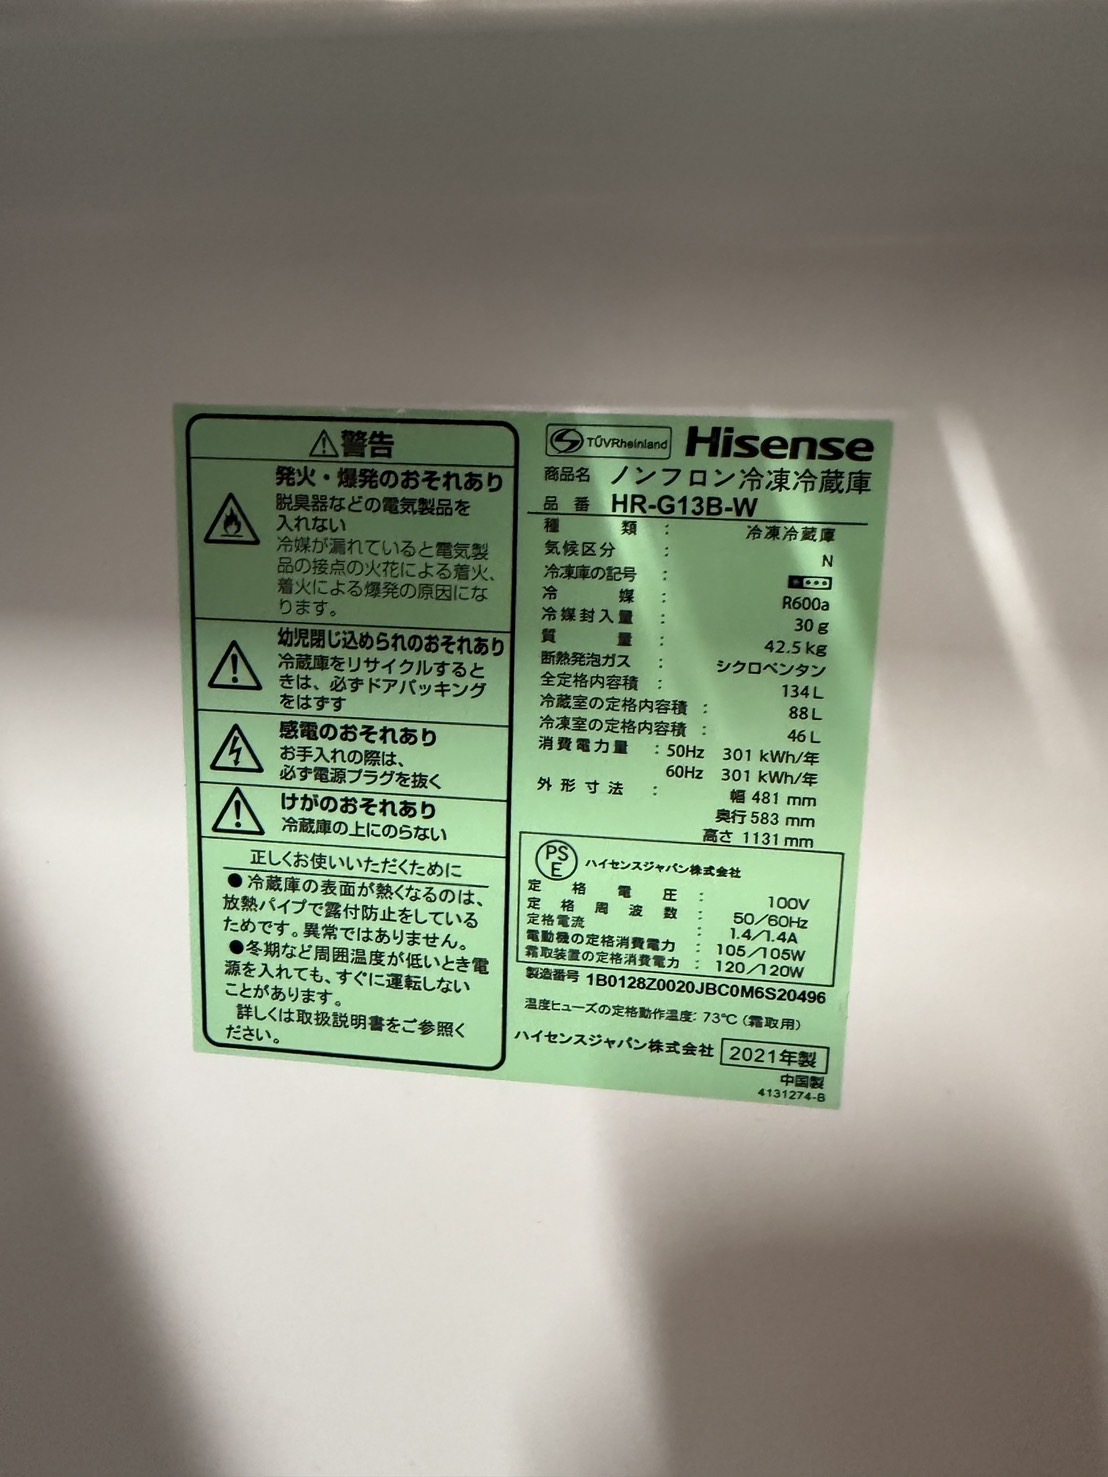 警告
発火・爆発のおそれあり
脱臭器などの電気製品を
入れない
冷媒が漏れていると電気製
品の接点の火花による着火、
着火による爆発の原因にな
ります。
幼児閉じ込められのおそれあり
冷蔵庫をリサイクルすると
きは、必ずドアパッキング
をはずす
感電のおそれあり
お手入れの際は、
必ず電源プラグを抜く
けがのおそれあり
冷蔵庫の上にのらない
正しくお使いいただくために
●冷蔵庫の表面が熱くなるのは、
放熱パイプで露付防止をしている
ためです。異常ではありません。
●冬期など周囲温度が低いとき電
源を入れても、すぐに運転しない
ことがあります。
詳しくは取扱説明書をご参照く
ださい。
TÜVRheinland Hisense
商品名 ノンフロン冷凍冷蔵庫
品番 HR-G13B-W
種類 : 冷凍冷蔵庫
気候区分 : N
冷凍庫の記号 :
冷媒 : R600a
冷媒封入量 : 30g
質量 : 42.5kg
断熱発泡ガス : シクロペンタン
全定格内容積 : 134L
冷蔵室の定格内容積 : 88L
冷凍室の定格内容積 : 46L
消費電力量 : 50Hz 301 kWh/年
60Hz 301 kWh/年
外形寸法 : 幅 481 mm
奥行 583 mm
高さ 1131 mm
PSE ハイセンスジャパン株式会社
定格電圧 : 100V
定格周波数 : 50/60Hz
定格電流 : 1.4/1.4A
電動機の定格消費電力 : 105/105W
霜取装置の定格消費電力 : 120/120W
製造番号 1B0128Z0020JBC0M6S20496
温度ヒューズの定格動作温度: 73℃(霜取用)
ハイセンスジャパン株式会社 2021年製
中国製
4131274-B